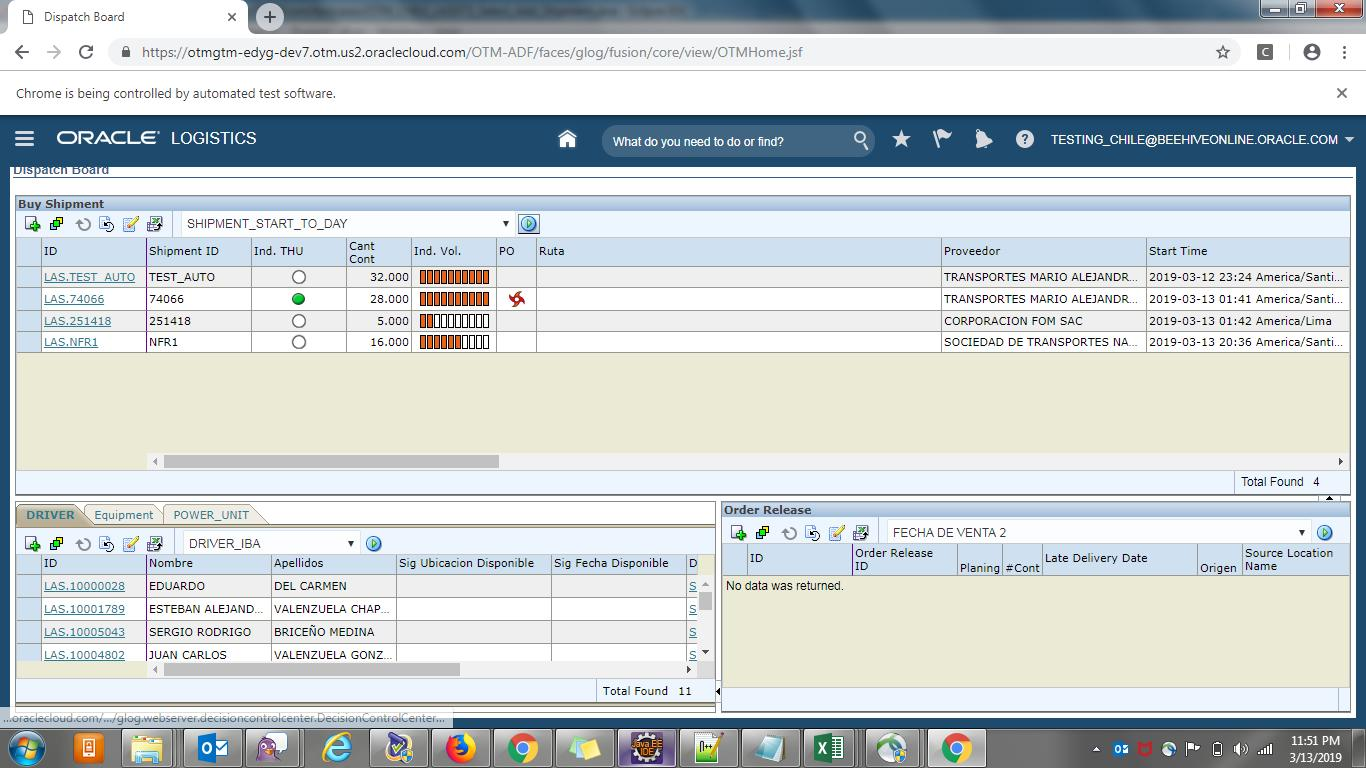 Dispatch Board
https://otmgtm-edyg-dev7.otm.us2.oraclecloud.com/OTM-ADF/faces/glog/fusion/core/view/OTMHome.jsf
C
Chrome is being controlled by automated test software.
ORACLE LOGISTICS
What do you need to do or find?
TESTING_CHILE@BEEHIVEONLINE.ORACLE.COM
Dispatch Board
Buy Shipment
SHIPMENT_START_TO_DAY
ID Shipment ID Ind. THU Cant Cont Ind. Vol. PO Ruta Proveedor Start Time
LAS.TEST_AUTO TEST_AUTO 32.000 TRANSPORTES MARIO ALEJANDR... 2019-03-12 23:24 America/Santi...
LAS.74066 74066 28.000 TRANSPORTES MARIO ALEJANDR... 2019-03-13 01:41 America/Santi...
LAS.251418 251418 5.000 CORPORACION FOM SAC 2019-03-13 01:42 America/Lima
LAS.NFR1 NFR1 16.000 SOCIEDAD DE TRANSPORTES NA... 2019-03-13 20:36 America/Santi...
Total Found 4
DRIVER Equipment POWER_UNIT
DRIVER_IBA
ID Nombre Apellidos Sig Ubicacion Disponible Sig Fecha Disponible D
LAS.10000028 EDUARDO DEL CARMEN S
LAS.10001789 ESTEBAN ALEJAND... VALENZUELA CHAP... S
LAS.10005043 SERGIO RODRIGO BRICEÑO MEDINA S
LAS.10004802 JUAN CARLOS VALENZUELA GONZ... S
Total Found 11
Order Release
FECHA DE VENTA 2
ID Order Release ID Planing #Cont Late Delivery Date Origen Source Location Name
No data was returned.
...oraclecloud.com/.../glog.webserver.decisioncontrolcenter.DecisionControlCenter...
Java EE IDE
11:51 PM
3/13/2019